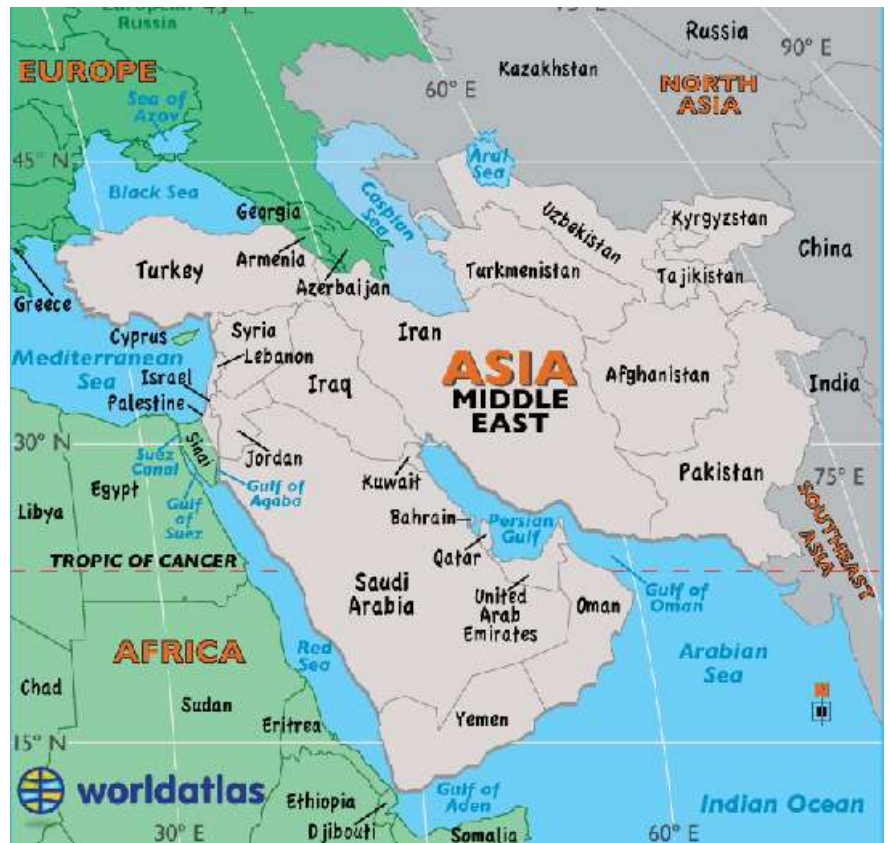 European
Russia
45° E
Russia
90° E
EUROPE
Kazakhstan
NORTH
ASIA
60° E
Sea of
Azov
45° N
Aral
Sea
Black Sea
Caspian
Sea
Georgia
Uzbekistan
Kyrgyzstan
China
Armenia
Turkey
Turkmenistan
Tajikistan
Azerbaijan
Greece
Cyprus
Syria
Iran
Mediterranean
Sea
Lebanon
ASIA
MIDDLE
EAST
Israel
Iraq
Afghanistan
India
Palestine
30° N
Sinai
Suez
Canal
Jordan
Pakistan
75° E
Kuwait
Gulf of
Aqaba
Egypt
Libya
Gulf
of
Suez
Bahrain
Persian
Gulf
SOUTHEAST
ASIA
Qatar
TROPIC OF CANCER
Saudi
Arabia
United
Arab
Emirates
Oman
Gulf of
Oman
AFRICA
Red
Sea
Arabian
Sea
Chad
Sudan
N
Eritrea
Yemen
15° N
worldatlas
Ethiopia
Gulf of
Aden
Indian Ocean
Djibouti
30° E
Somalia
60° E